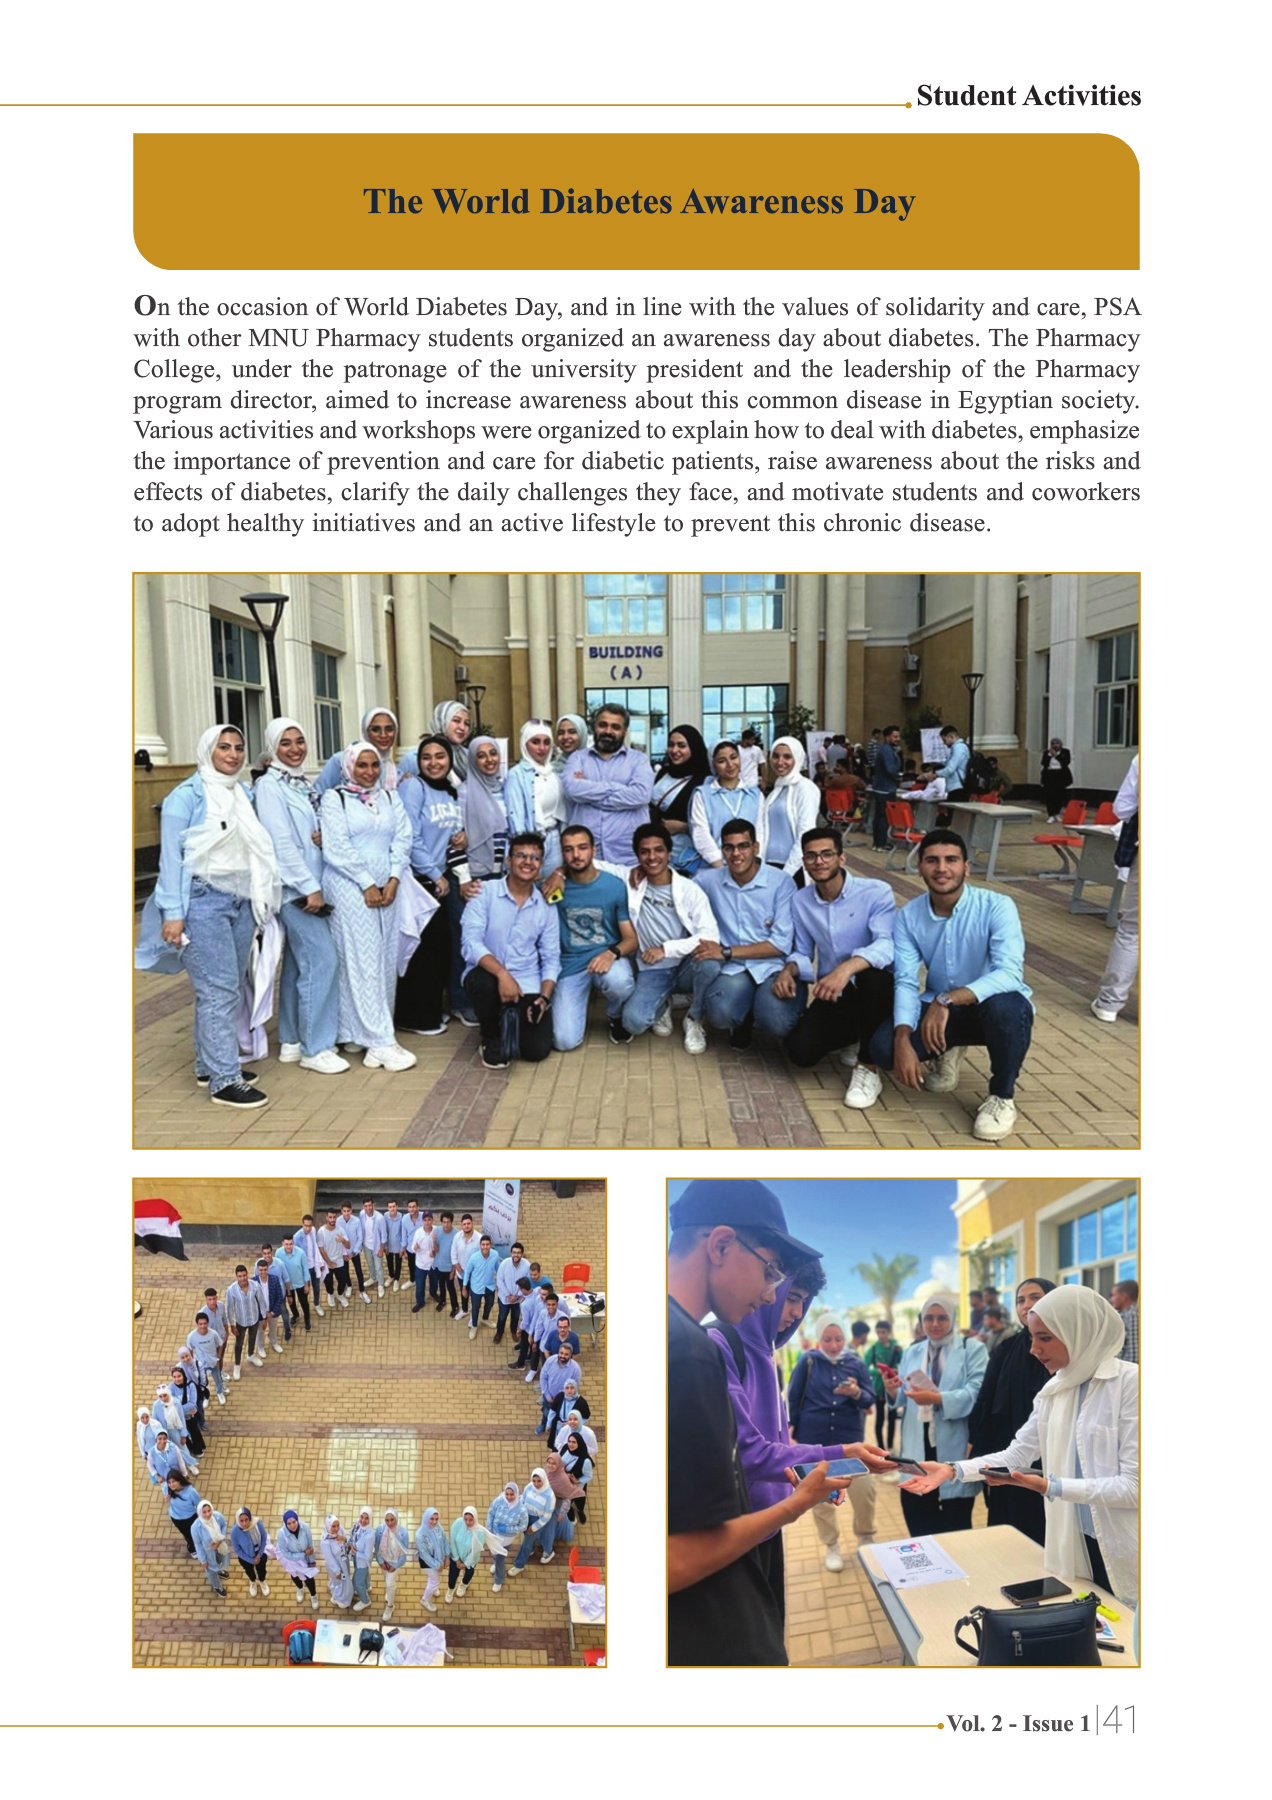 Student Activities
The World Diabetes Awareness Day
On the occasion of World Diabetes Day, and in line with the values of solidarity and care, PSA
with other MNU Pharmacy students organized an awareness day about diabetes. The Pharmacy
College, under the patronage of the university president and the leadership of the Pharmacy
program director, aimed to increase awareness about this common disease in Egyptian society.
Various activities and workshops were organized to explain how to deal with diabetes, emphasize
the importance of prevention and care for diabetic patients, raise awareness about the risks and
effects of diabetes, clarify the daily challenges they face, and motivate students and coworkers
to adopt healthy initiatives and an active lifestyle to prevent this chronic disease.
BUILDING
(A)
Vol. 2 - Issue 1 |41